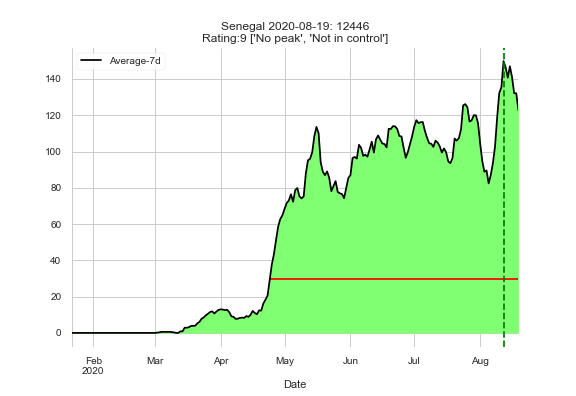 Senegal 2020-08-19: 12446
Rating:9 ['No peak', 'Not in control']
Average-7d
140
120
100
80
60
40
20
0
Feb Mar Apr May Jun Jul Aug
2020
Date